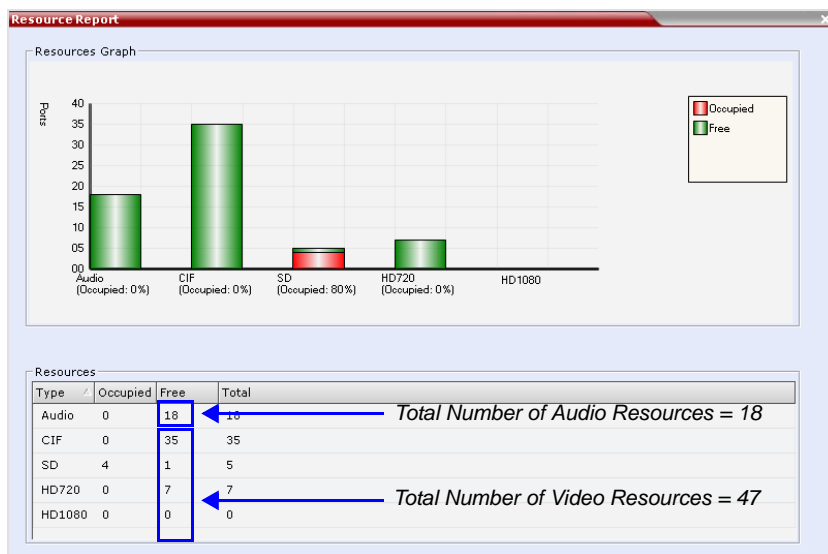 Resource Report
x
Resources Graph
Ports
40
35
30
25
20
15
10
05
00
Occupied
Free
Audio
(Occupied: 0%)
CIF
(Occupied: 0%)
SD
(Occupied: 80%)
HD720
(Occupied: 0%)
HD1080
Resources
Type Occupied Free Total
Audio 0 18 18 Total Number of Audio Resources = 18
CIF 0 35 35
SD 4 1 5
HD720 0 7 7
Total Number of Video Resources = 47
HD1080 0 0 0